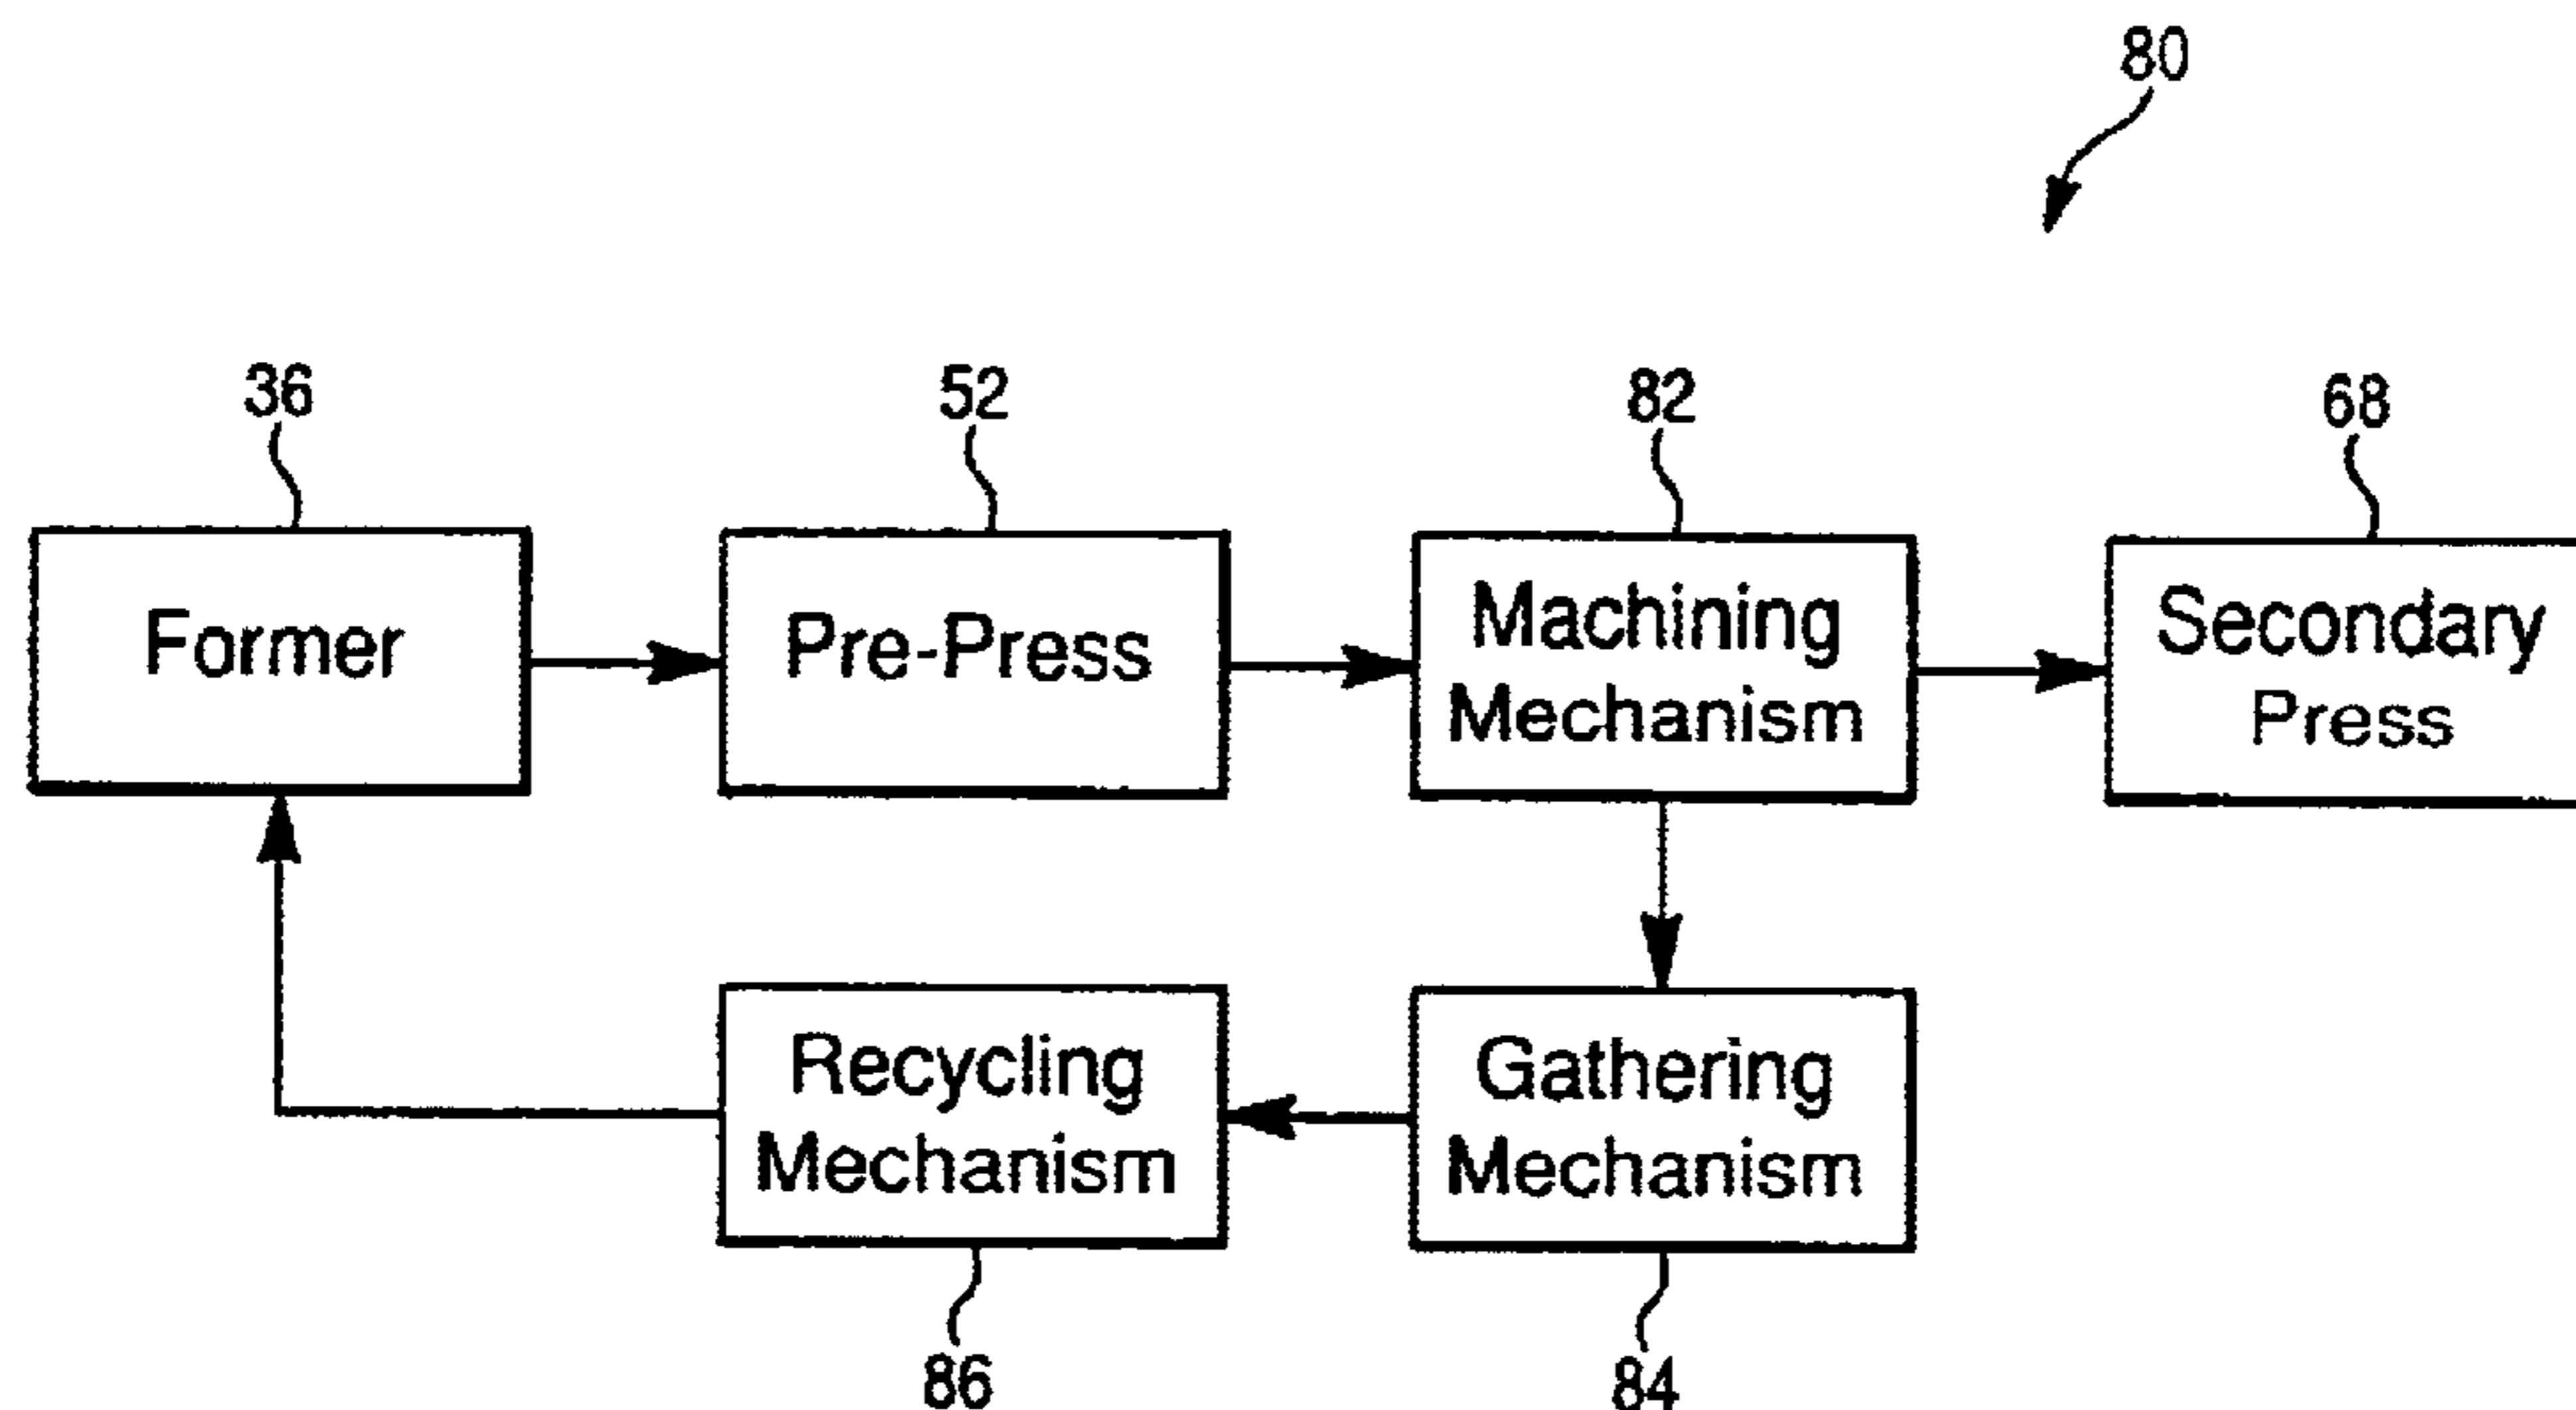 80
36
52
82
68
Former
Pre-Press
Machining
Mechanism
Secondary
Press
Recycling
Mechanism
Gathering
Mechanism
86
84